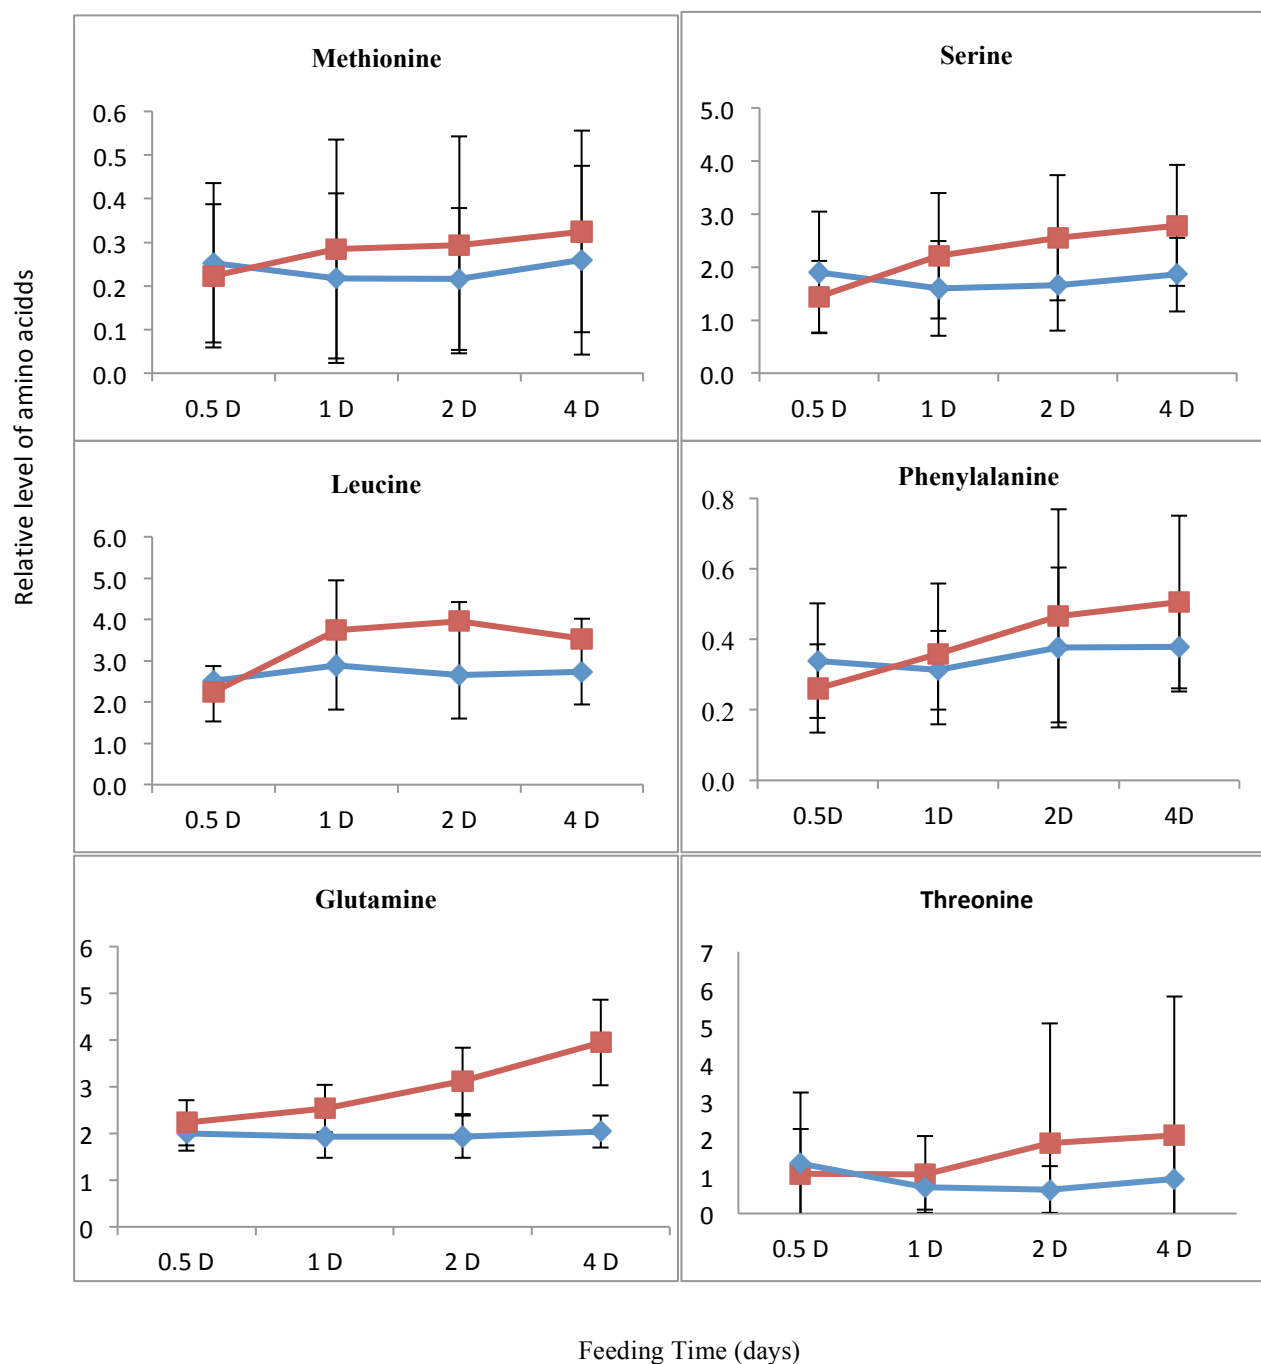 Relative level of amino acidds
Methionine
0.6
0.5
0.4
0.3
0.2
0.1
0.0
0.5 D 1 D 2 D 4 D
Serine
5.0
4.0
3.0
2.0
1.0
0.0
0.5 D 1 D 2 D 4 D
Leucine
6.0
5.0
4.0
3.0
2.0
1.0
0.0
0.5 D 1 D 2 D 4 D
Phenylalanine
0.8
0.6
0.4
0.2
0.0
0.5D 1D 2D 4D
Glutamine
6
5
4
3
2
1
0
0.5 D 1 D 2 D 4 D
Threonine
7
6
5
4
3
2
1
0
0.5 D 1 D 2 D 4 D
Feeding Time (days)